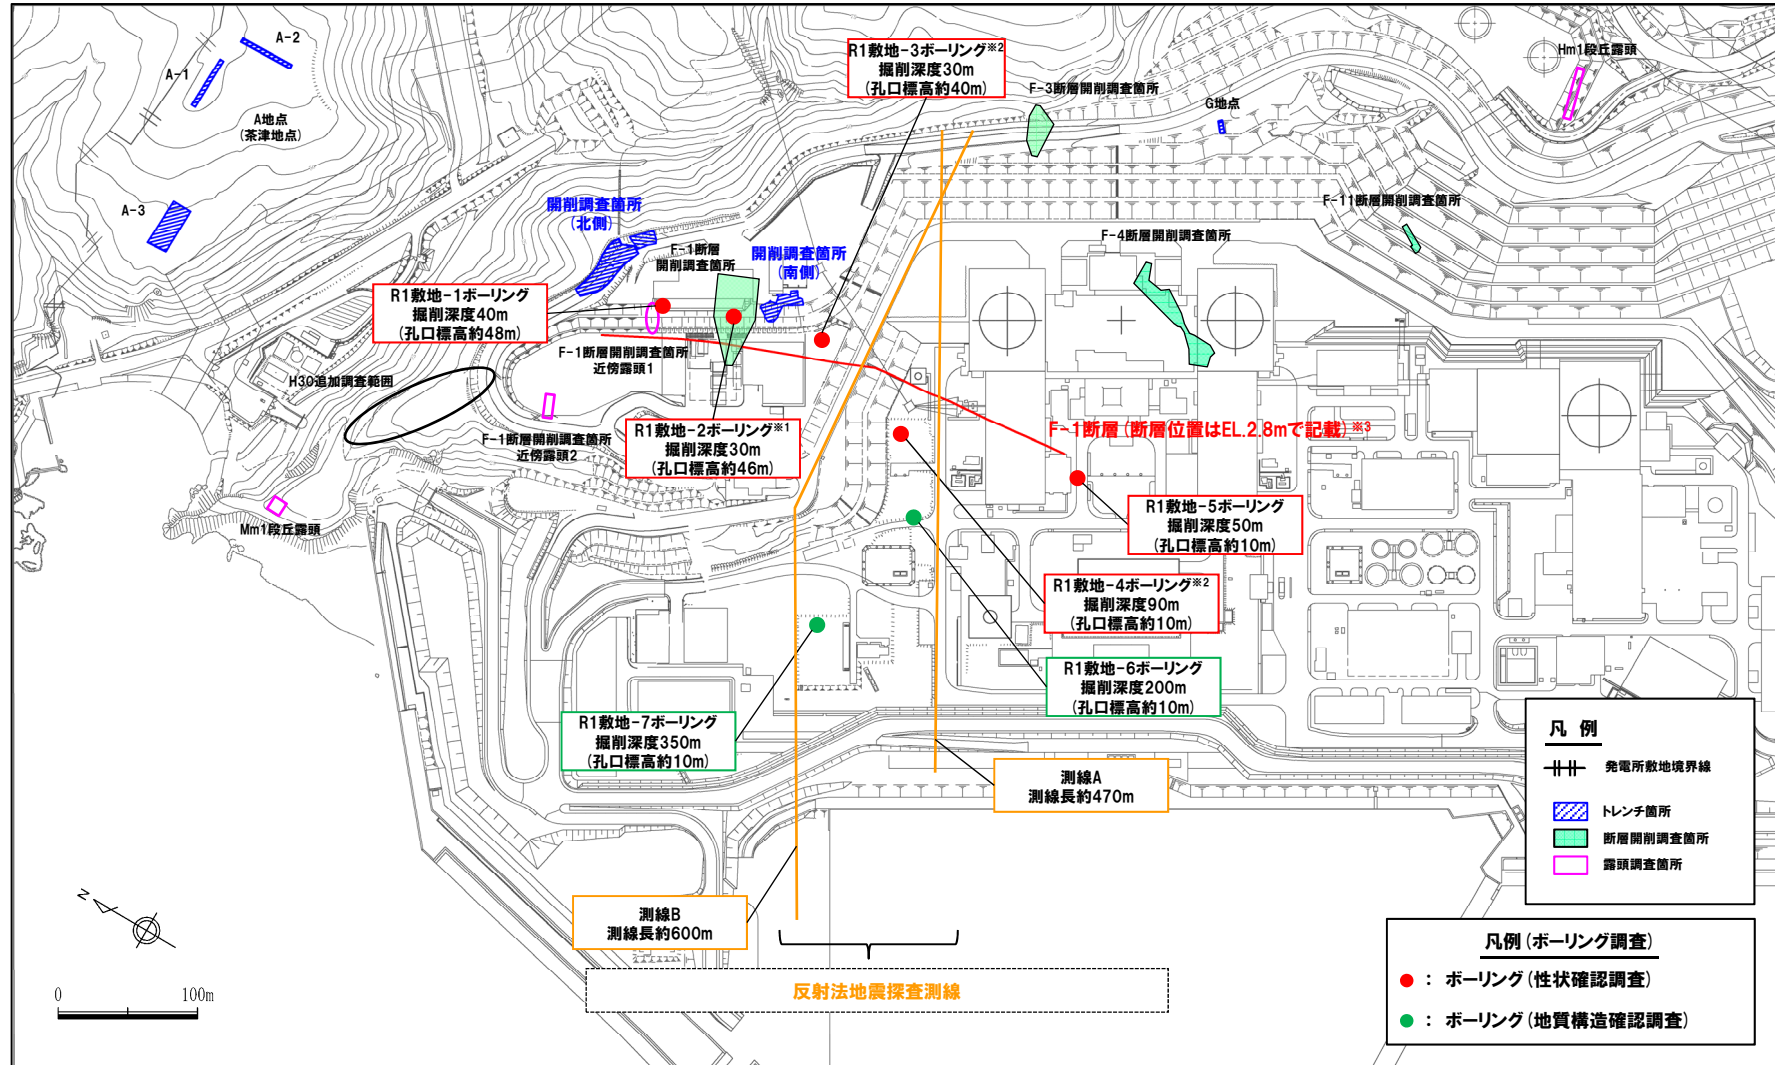 A-2
A-1
A地点
(茶津地点)
A-3
R1敷地-3ボーリング※2
掘削深度30m
(孔口標高約40m)
F-3断層開削調査箇所
G地点
Hm1段丘露頭
F-11断層開削調査箇所
F-4断層開削調査箇所
開削調査箇所
(北側)
F-1断層
開削調査箇所
開削調査箇所
(南側)
R1敷地-1ボーリング
掘削深度40m
(孔口標高約48m)
F-1断層開削調査箇所
近傍露頭1
H30追加調査範囲
F-1断層開削調査箇所
近傍露頭2
R1敷地-2ボーリング※1
掘削深度30m
(孔口標高約46m)
F-1断層(断層位置はEL.2.8mで記載)※3
Mm1段丘露頭
R1敷地-5ボーリング
掘削深度50m
(孔口標高約10m)
R1敷地-4ボーリング※2
掘削深度90m
(孔口標高約10m)
R1敷地-6ボーリング
掘削深度200m
(孔口標高約10m)
R1敷地-7ボーリング
掘削深度350m
(孔口標高約10m)
測線A
測線長約470m
測線B
測線長約600m
反射法地震探査測線
N
0 100m
凡 例
発電所敷地境界線
トレンチ箇所
断層開削調査箇所
露頭調査箇所
凡例(ボーリング調査)
: ボーリング(性状確認調査)
: ボーリング(地質構造確認調査)